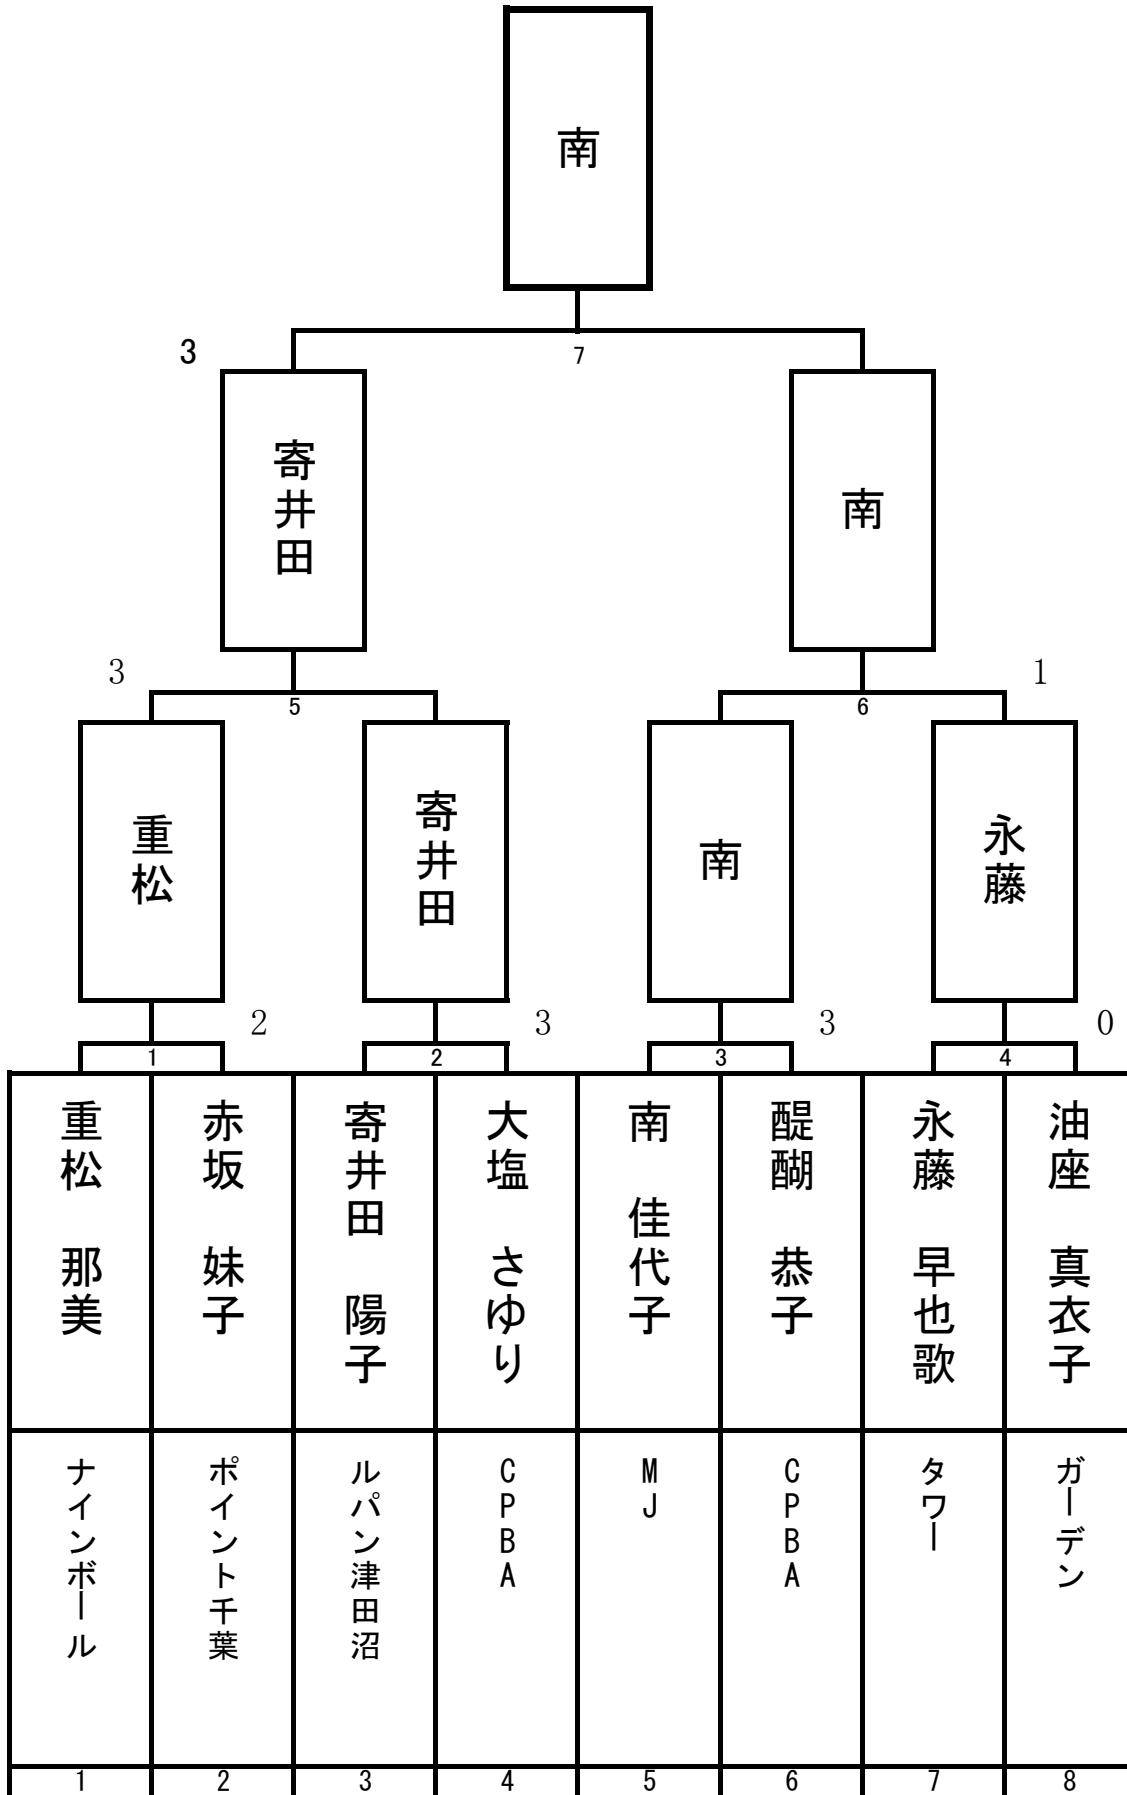 南
3
7
寄井田
南
3
5
1
6
重松
寄井田
南
永藤
2
3
3
0
1
2
3
4
重松　那美
赤坂　妹子
寄井田　陽子
大塩　さゆり
南　佳代子
醍醐　恭子
永藤　早也歌
油座　真衣子
ナインボール
ポイント千葉
ルパン津田沼
CPBA
MJ
CPBA
タワー
ガーデン
1
2
3
4
5
6
7
8